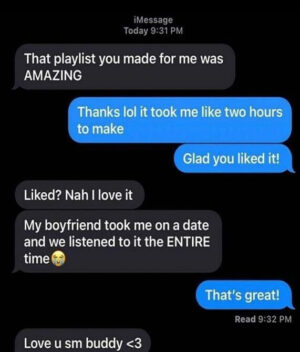 iMessage
Today 9:31 PM
That playlist you made for me was
AMAZING
Thanks lol it took me like two hours
to make
Glad you liked it!
Liked? Nah I love it
My boyfriend took me on a date
and we listened to it the ENTIRE
time😭
That's great!
Read 9:32 PM
Love u sm buddy <3